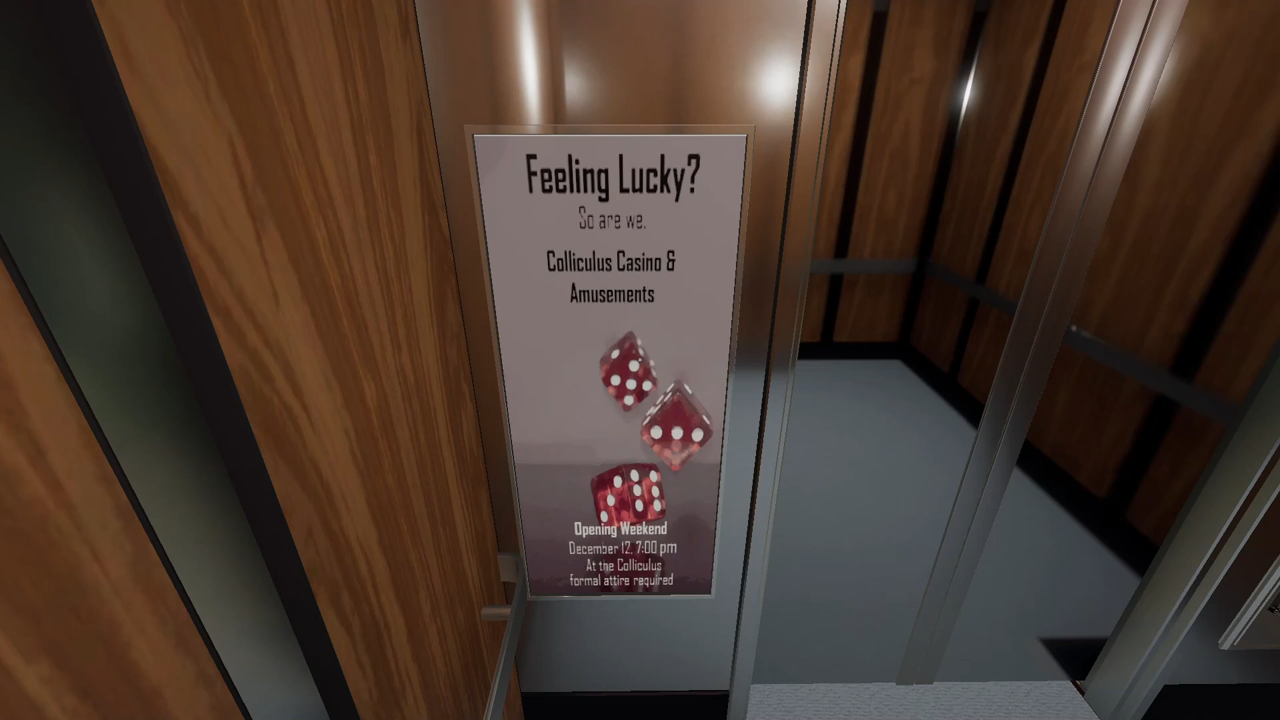 Feeling Lucky?
So are we.
Colliculus Casino &
Amusements
Opening Weekend
December 12, 7:00 pm
At the Colliculus
formal attire required